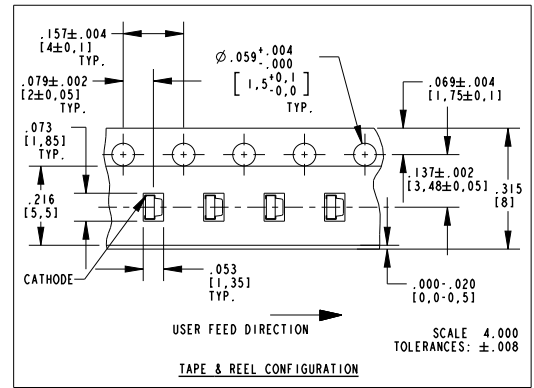 .157±.004
[4±0,1]
TYP.
.079±.002
[2±0,05]
TYP.
.073
[1,85]
TYP.
.216
[5,5]
CATHODE
.053
[1,35]
TYP.
Ø.059+.004
-.000
[1,5+0,1
-0,0]
TYP.
.069±.004
[1,75±0,1]
.137±.002
[3,48±0,05]
.315
[8]
.000-.020
[0,0-0,5]
USER FEED DIRECTION
SCALE 4.000
TOLERANCES: ±.008
TAPE & REEL CONFIGURATION